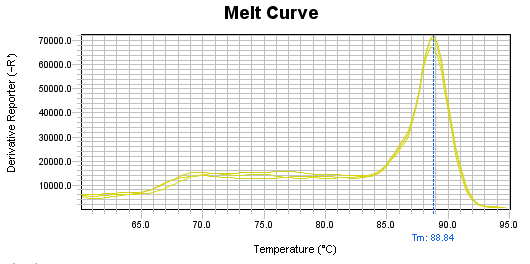 Melt Curve
Derivative Reporter (-R')
70000.0
60000.0
50000.0
40000.0
30000.0
20000.0
10000.0
65.0 70.0 75.0 80.0 85.0 90.0 95.0
Tm: 88.84
Temperature (°C)